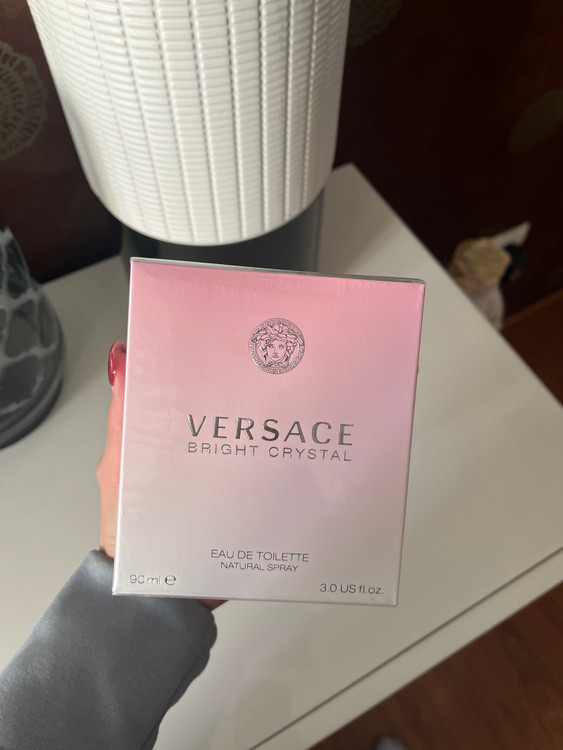 VERSACE
BRIGHT CRYSTAL
EAU DE TOILETTE
NATURAL SPRAY
90 ml ℮
3.0 US fl.oz.